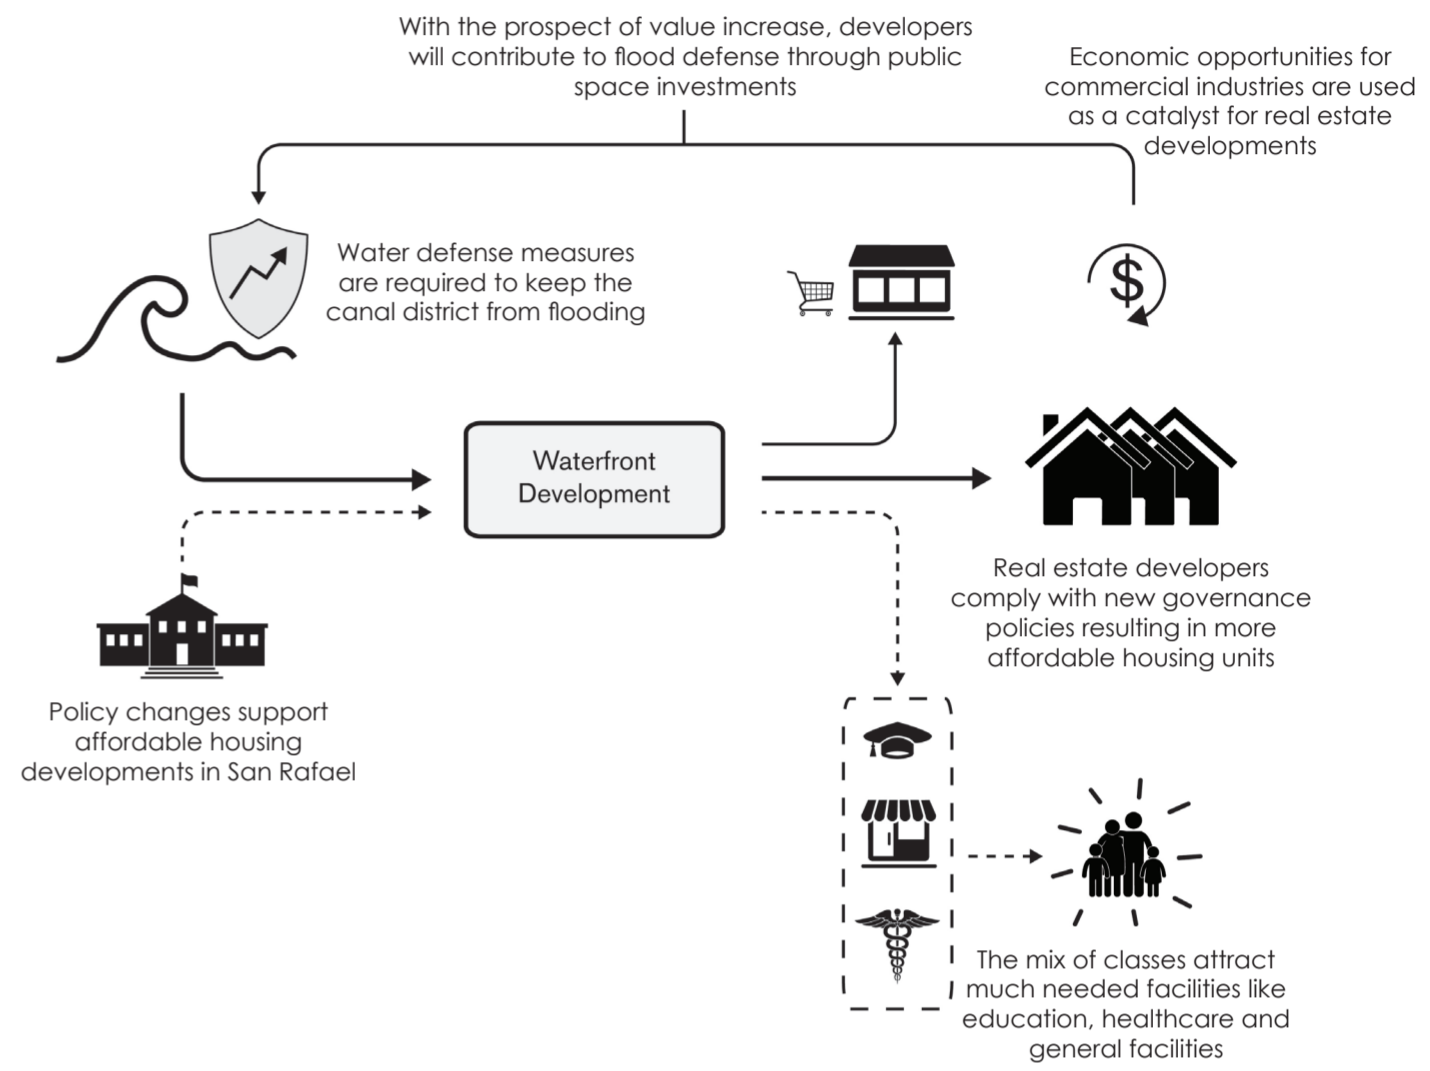 With the prospect of value increase, developers
will contribute to flood defense through public
space investments
Economic opportunities for
commercial industries are used
as a catalyst for real estate
developments
Water defense measures
are required to keep the
canal district from flooding
$
Waterfront
Development
Real estate developers
comply with new governance
policies resulting in more
affordable housing units
Policy changes support
affordable housing
developments in San Rafael
The mix of classes attract
much needed facilities like
education, healthcare and
general facilities